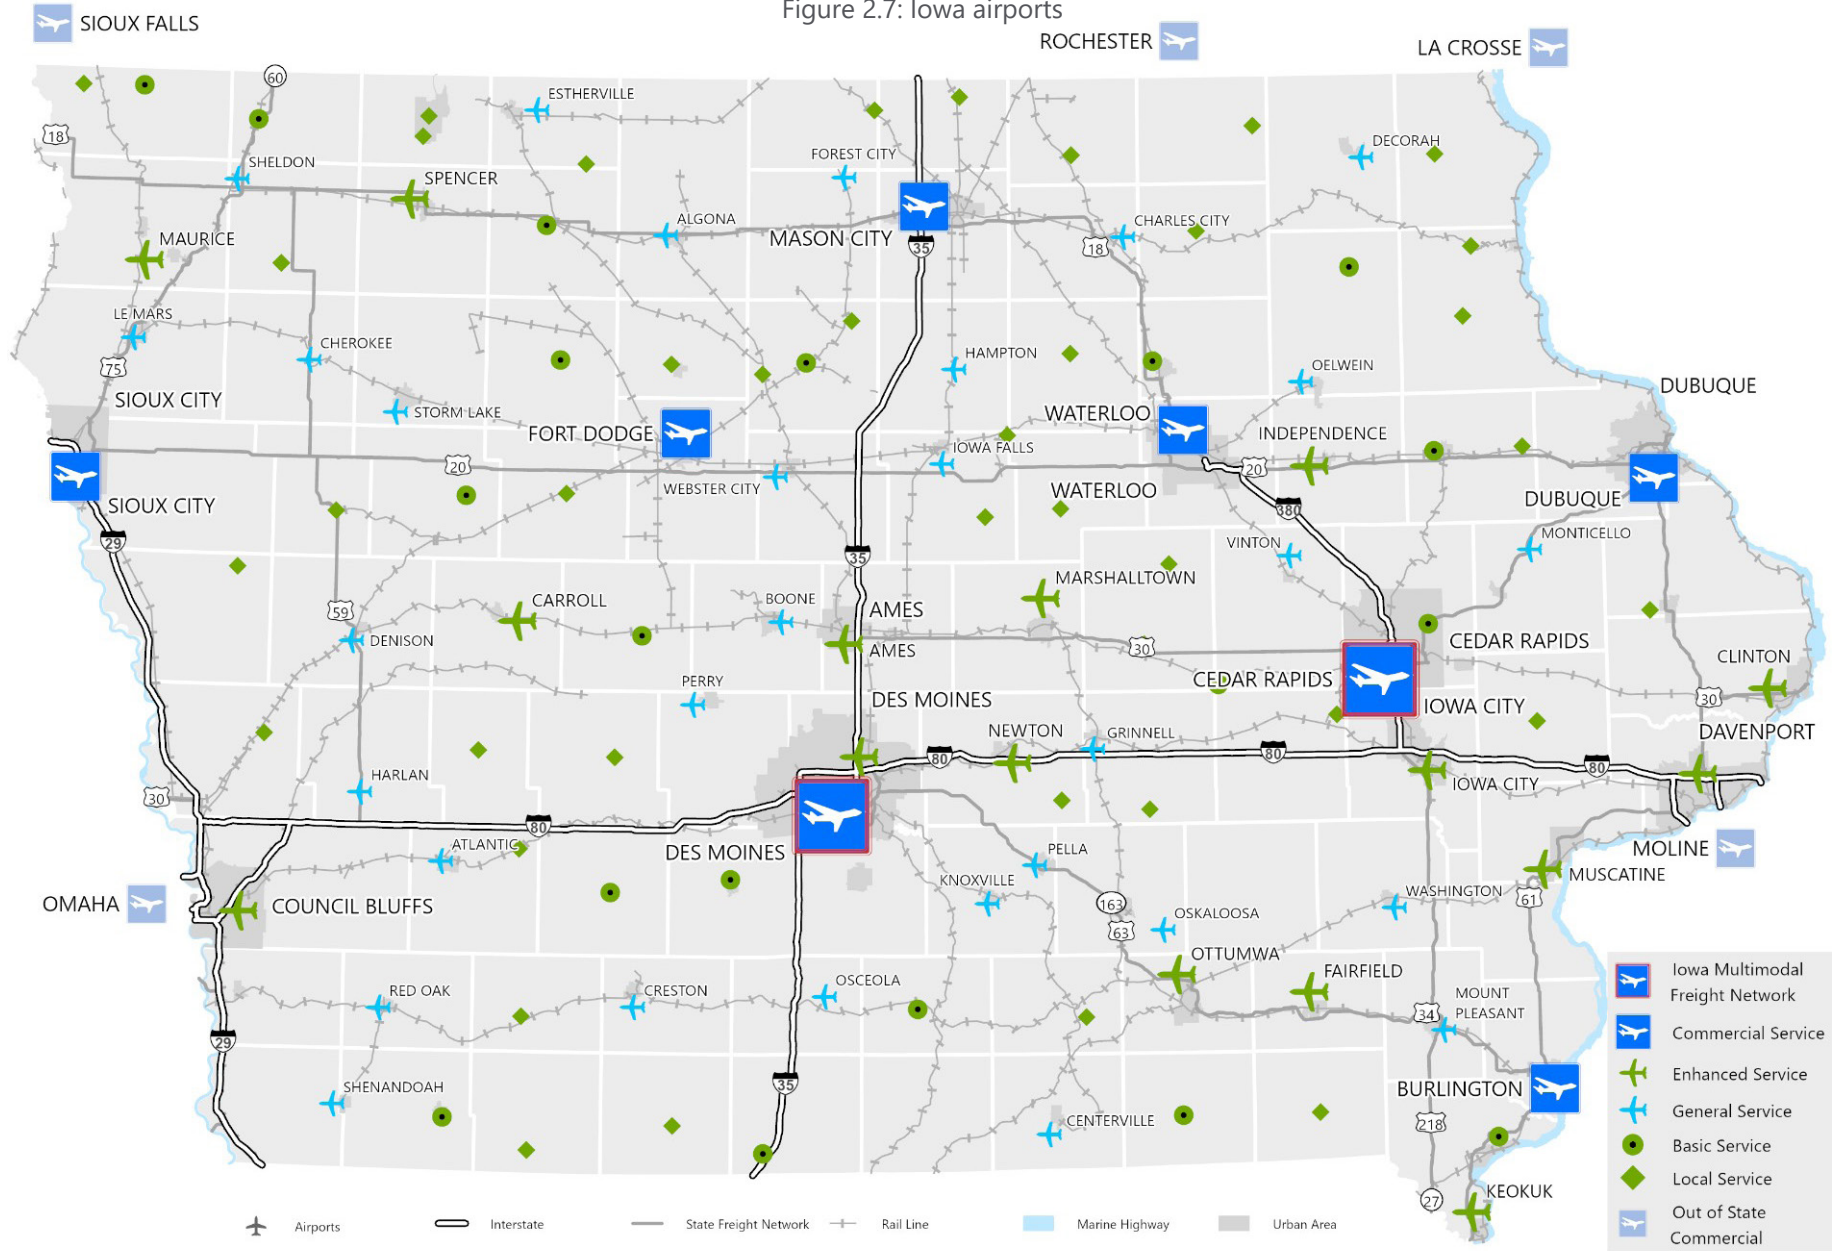 Figure 2.7: Iowa airports
SIOUX FALLS
ROCHESTER
LA CROSSE
60
ESTHERVILLE
18
DECORAH
SHELDON
FOREST CITY
SPENCER
ALGONA
CHARLES CITY
MAURICE
MASON CITY
35
18
LE MARS
CHEROKEE
HAMPTON
75
OELWEIN
DUBUQUE
SIOUX CITY
STORM LAKE
WATERLOO
FORT DODGE
INDEPENDENCE
IOWA FALLS
20
20
WEBSTER CITY
WATERLOO
DUBUQUE
SIOUX CITY
380
29
MONTICELLO
VINTON
35
MARSHALLTOWN
CARROLL
BOONE
AMES
59
DENISON
AMES
30
CEDAR RAPIDS
CLINTON
PERRY
CEDAR RAPIDS
30
DES MOINES
IOWA CITY
NEWTON
GRINNELL
DAVENPORT
80
80
80
HARLAN
IOWA CITY
30
80
ATLANTIC
DES MOINES
PELLA
MOLINE
KNOXVILLE
MUSCATINE
WASHINGTON
OMAHA
COUNCIL BLUFFS
163
61
OSKALOOSA
63
OTTUMWA
FAIRFIELD
OSCEOLA
RED OAK
CRESTON
MOUNT
PLEASANT
34
29
35
SHENANDOAH
BURLINGTON
CENTERVILLE
218
KEOKUK
27
Iowa Multimodal
Freight Network
Commercial Service
Enhanced Service
General Service
Basic Service
Local Service
Out of State
Commercial
Airports
Interstate
State Freight Network
Rail Line
Marine Highway
Urban Area